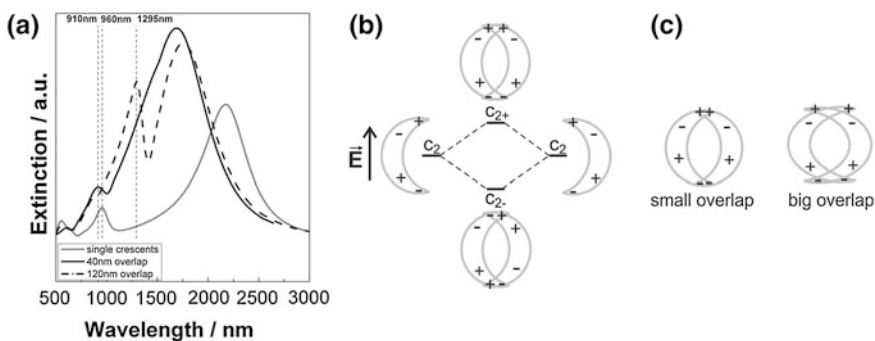 (a)
910nm 960nm 1295nm
Extinction / a.u.
single crescents
40nm overlap
120nm overlap
500 1000 1500 2000 2500 3000
Wavelength / nm
(b)
+ +
- -
+ +
- -
C2+
E
+
-
+
-
C2
C2
+
-
+
-
C2-
- +
- +
+ -
+ -
(c)
++
- -
+ +
--
small overlap
+ +
- -
+ +
- -
big overlap